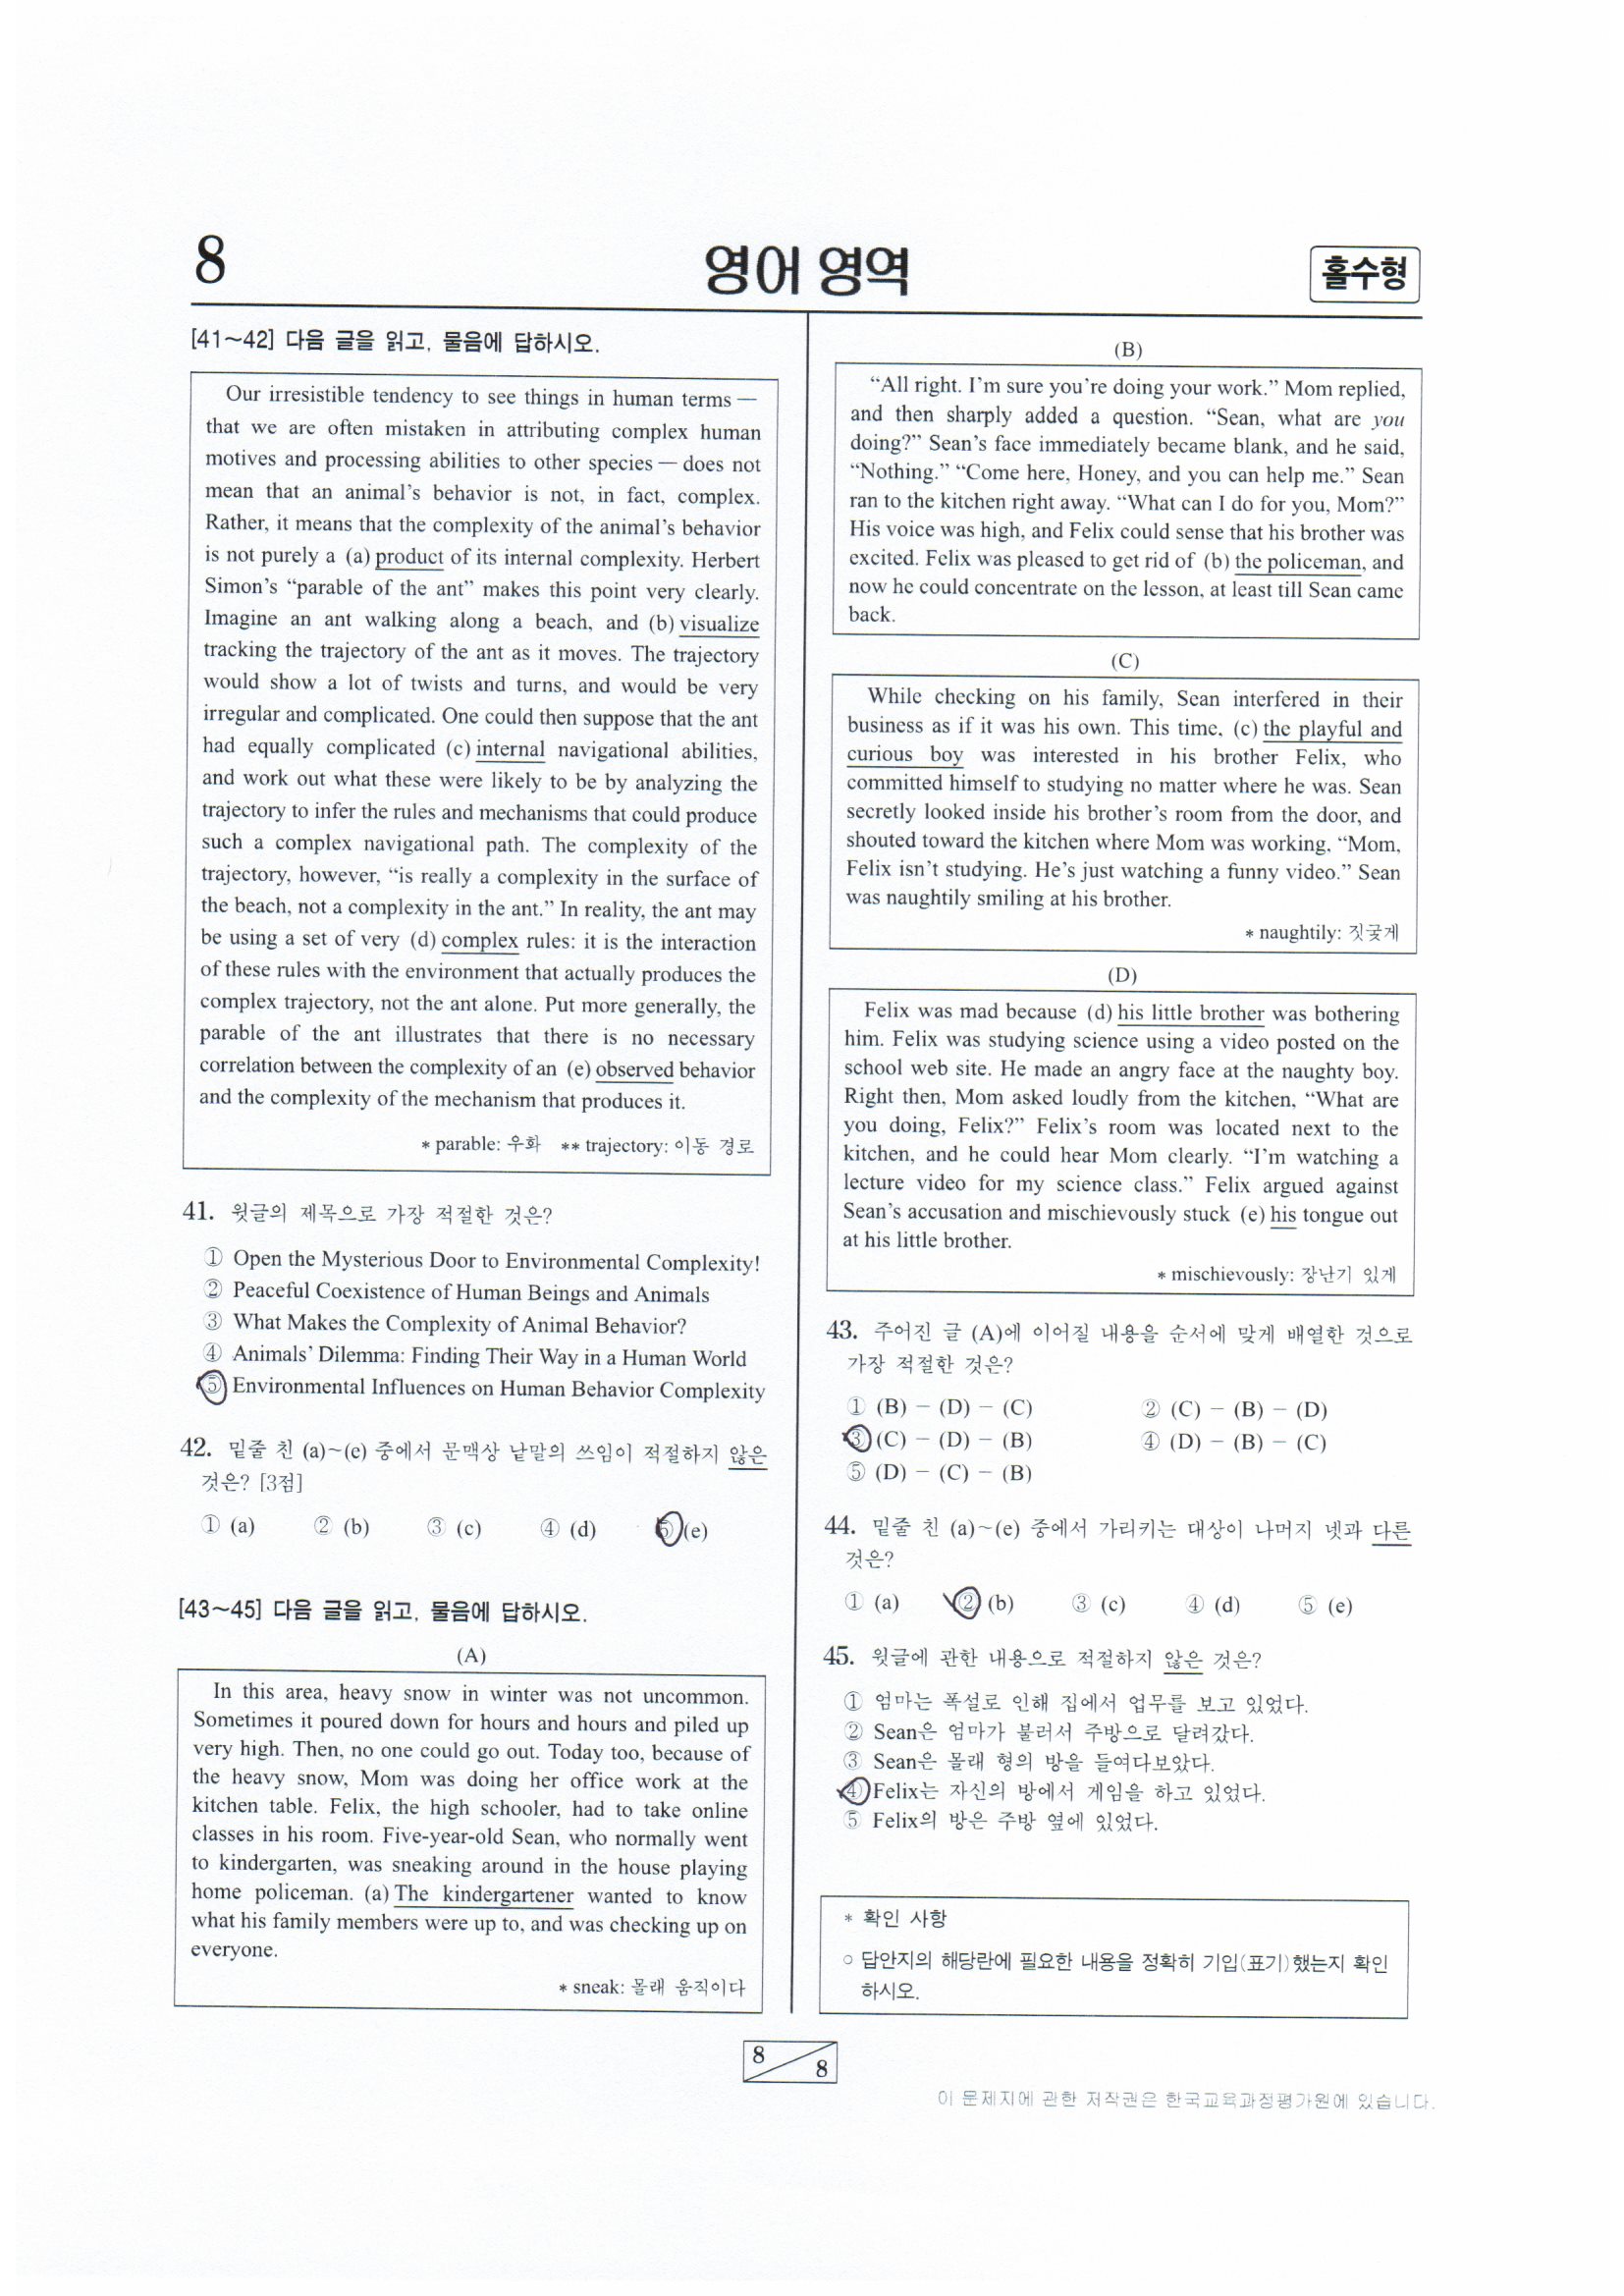 8
영어 영역
홀수형
[41~42] 다음 글을 읽고, 물음에 답하시오.
Our irresistible tendency to see things in human terms —
that we are often mistaken in attributing complex human
motives and processing abilities to other species — does not
mean that an animal's behavior is not, in fact, complex.
Rather, it means that the complexity of the animal's behavior
is not purely a (a) product of its internal complexity. Herbert
Simon's “parable of the ant” makes this point very clearly.
Imagine an ant walking along a beach, and (b) visualize
tracking the trajectory of the ant as it moves. The trajectory
would show a lot of twists and turns, and would be very
irregular and complicated. One could then suppose that the ant
had equally complicated (c) internal navigational abilities,
and work out what these were likely to be by analyzing the
trajectory to infer the rules and mechanisms that could produce
such a complex navigational path. The complexity of the
trajectory, however, “is really a complexity in the surface of
the beach, not a complexity in the ant.” In reality, the ant may
be using a set of very (d) complex rules: it is the interaction
of these rules with the environment that actually produces the
complex trajectory, not the ant alone. Put more generally, the
parable of the ant illustrates that there is no necessary
correlation between the complexity of an (e) observed behavior
and the complexity of the mechanism that produces it.
* parable: 우화 ** trajectory: 이동 경로
41. 윗글의 제목으로 가장 적절한 것은?
① Open the Mysterious Door to Environmental Complexity!
② Peaceful Coexistence of Human Beings and Animals
③ What Makes the Complexity of Animal Behavior?
④ Animals' Dilemma: Finding Their Way in a Human World
⑤ Environmental Influences on Human Behavior Complexity
42. 밑줄 친 (a)~(e) 중에서 문맥상 낱말의 쓰임이 적절하지 않은
것은? [3점]
① (a) ② (b) ③ (c) ④ (d) ⑤ (e)
[43~45] 다음 글을 읽고, 물음에 답하시오.
(A)
In this area, heavy snow in winter was not uncommon.
Sometimes it poured down for hours and hours and piled up
very high. Then, no one could go out. Today too, because of
the heavy snow, Mom was doing her office work at the
kitchen table. Felix, the high schooler, had to take online
classes in his room. Five-year-old Sean, who normally went
to kindergarten, was sneaking around in the house playing
home policeman. (a) The kindergartener wanted to know
what his family members were up to, and was checking up on
everyone.
* sneak: 몰래 움직이다
(B)
“All right. I'm sure you're doing your work.” Mom replied,
and then sharply added a question. “Sean, what are you
doing?” Sean's face immediately became blank, and he said,
“Nothing.” “Come here, Honey, and you can help me.” Sean
ran to the kitchen right away. “What can I do for you, Mom?”
His voice was high, and Felix could sense that his brother was
excited. Felix was pleased to get rid of (b) the policeman, and
now he could concentrate on the lesson, at least till Sean came
back.
(C)
While checking on his family, Sean interfered in their
business as if it was his own. This time, (c) the playful and
curious boy was interested in his brother Felix, who
committed himself to studying no matter where he was. Sean
secretly looked inside his brother's room from the door, and
shouted toward the kitchen where Mom was working, “Mom,
Felix isn't studying. He's just watching a funny video.” Sean
was naughtily smiling at his brother.
* naughtily: 짓궂게
(D)
Felix was mad because (d) his little brother was bothering
him. Felix was studying science using a video posted on the
school web site. He made an angry face at the naughty boy.
Right then, Mom asked loudly from the kitchen, “What are
you doing, Felix?” Felix's room was located next to the
kitchen, and he could hear Mom clearly. “I'm watching a
lecture video for my science class.” Felix argued against
Sean's accusation and mischievously stuck (e) his tongue out
at his little brother.
* mischievously: 장난기 있게
43. 주어진 글 (A)에 이어질 내용을 순서에 맞게 배열한 것으로
가장 적절한 것은?
① (B) - (D) - (C) ② (C) - (B) - (D)
③ (C) - (D) - (B) ④ (D) - (B) - (C)
⑤ (D) - (C) - (B)
44. 밑줄 친 (a)~(e) 중에서 가리키는 대상이 나머지 넷과 다른
것은?
① (a) ② (b) ③ (c) ④ (d) ⑤ (e)
45. 윗글에 관한 내용으로 적절하지 않은 것은?
① 엄마는 폭설로 인해 집에서 업무를 보고 있었다.
② Sean은 엄마가 불러서 주방으로 달려갔다.
③ Sean은 몰래 형의 방을 들여다보았다.
④ Felix는 자신의 방에서 게임을 하고 있었다.
⑤ Felix의 방은 주방 옆에 있었다.
* 확인 사항
○ 답안지의 해당란에 필요한 내용을 정확히 기입(표기)했는지 확인
하시오.
8
8
이 문제지에 관한 저작권은 한국교육과정평가원에 있습니다.